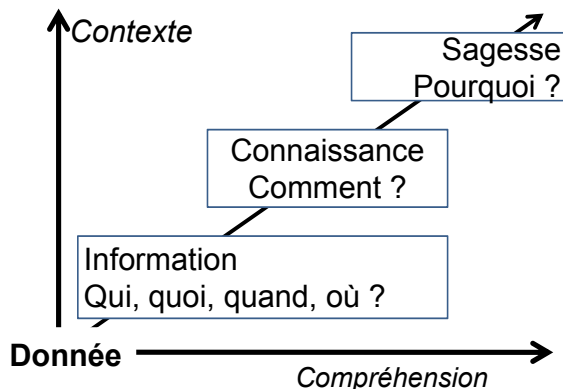 Contexte
Sagesse
Pourquoi ?
Connaissance
Comment ?
Information
Qui, quoi, quand, où ?
Donnée
Compréhension